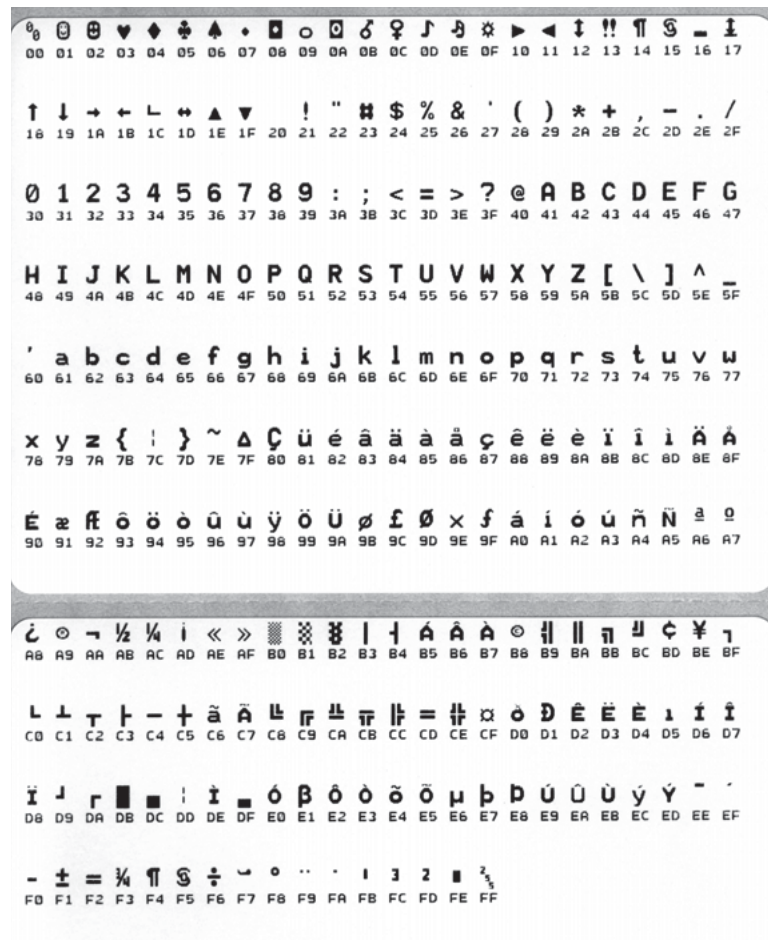 ⁰₀ ☺ ☻ ♥ ♦ ♣ ♠ • ◘ ○ ◙ ♂ ♀ ♪ ♫ ☼ ► ◄ ↕ ‼ ¶ § ▬ ↨
00 01 02 03 04 05 06 07 08 09 0A 0B 0C 0D 0E 0F 10 11 12 13 14 15 16 17
↑ ↓ → ← ∟ ↔ ▲ ▼ ! " # $ % & ' ( ) * + , - . /
18 19 1A 1B 1C 1D 1E 1F 20 21 22 23 24 25 26 27 28 29 2A 2B 2C 2D 2E 2F
0 1 2 3 4 5 6 7 8 9 : ; < = > ? @ A B C D E F G
30 31 32 33 34 35 36 37 38 39 3A 3B 3C 3D 3E 3F 40 41 42 43 44 45 46 47
H I J K L M N O P Q R S T U V W X Y Z [ \ ] ^ _
48 49 4A 4B 4C 4D 4E 4F 50 51 52 53 54 55 56 57 58 59 5A 5B 5C 5D 5E 5F
' a b c d e f g h i j k l m n o p q r s t u v w
60 61 62 63 64 65 66 67 68 69 6A 6B 6C 6D 6E 6F 70 71 72 73 74 75 76 77
x y z { ¦ } ~ ∆ Ç ü é â ä à å ç ê ë è ï î ì Ä Å
78 79 7A 7B 7C 7D 7E 7F 80 81 82 83 84 85 86 87 88 89 8A 8B 8C 8D 8E 8F
É æ Æ ô ö ò û ù ÿ Ö Ü ø £ Ø × ƒ á í ó ú ñ Ñ ª º
90 91 92 93 94 95 96 97 98 99 9A 9B 9C 9D 9E 9F A0 A1 A2 A3 A4 A5 A6 A7
¿ ® ¬ ½ ¼ ¡ « » ░ ▒ ▓ │ ┤ Á Â À © ╣ ║ ╗ ╝ ¢ ¥ ┐
A8 A9 AA AB AC AD AE AF B0 B1 B2 B3 B4 B5 B6 B7 B8 B9 BA BB BC BD BE BF
└ ┴ ┬ ├ ─ ┼ ã Ã ╚ ╔ ╩ ╦ ╠ = ╬ ¤ ð Ð Ê Ë È ı Í Î
C0 C1 C2 C3 C4 C5 C6 C7 C8 C9 CA CB CC CD CE CF D0 D1 D2 D3 D4 D5 D6 D7
Ï ┘ ┌ █ ▄ ¦ Ì ▬ Ó β Ô Ò õ Õ µ þ Þ Ú Û Ù ý Ý ¯ ´
D8 D9 DA DB DC DD DE DF E0 E1 E2 E3 E4 E5 E6 E7 E8 E9 EA EB EC ED EE EF
- ± = ¾ ¶ § ÷ ¸ ° ¨ · ı 3 2 ■ ²₅₅
F0 F1 F2 F3 F4 F5 F6 F7 F8 F9 FA FB FC FD FE FF